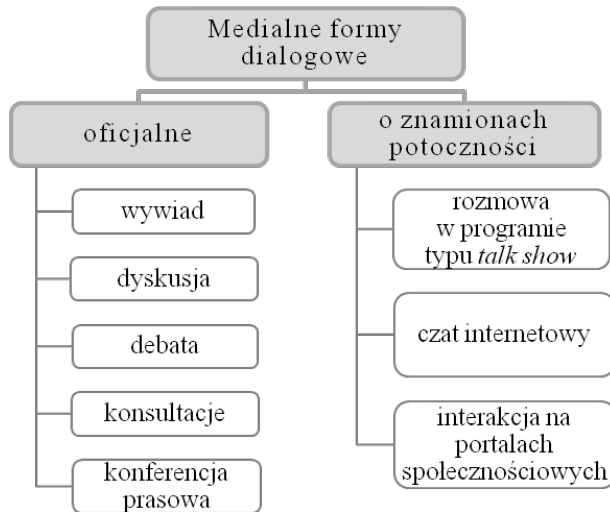 Medialne formy
dialogowe
oficjalne
wywiad
dyskusja
debata
konsultacje
konferencja
prasowa
o znamionach
potoczności
rozmowa
w programie
typu talk show
czat internetowy
interakcja na
portalach
społecznościowych